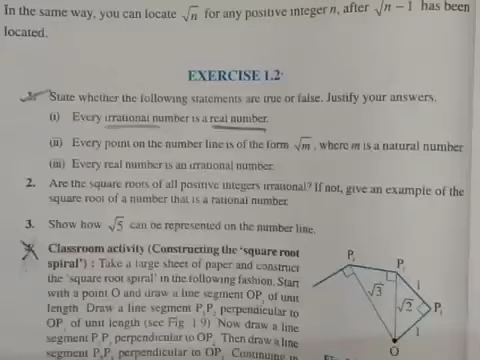 In the same way, you can locate √n for any positive integer n, after √n – 1 has been
located.
EXERCISE 1.2
1. State whether the following statements are true or false. Justify your answers.
(i) Every irrational number is a real number.
(ii) Every point on the number line is of the form √m, where m is a natural number
(iii) Every real number is an irrational number.
2. Are the square roots of all positive integers irrational? If not, give an example of the
square root of a number that is a rational number.
3. Show how √5 can be represented on the number line.
Classroom activity (Constructing the 'square root
spiral') : Take a large sheet of paper and construct
the 'square root spiral' in the following fashion. Start
with a point O and draw a line segment OP₁ of unit
length. Draw a line segment P₁P₂ perpendicular to
OP₁ of unit length (see Fig 1.9) Now draw a line
segment P₂P₃ perpendicular to OP₂. Then draw a line
segment P₃P₄ perpendicular to OP₃. Continuing in
P₃
P₂
1
√3
√2
P₁
1
O